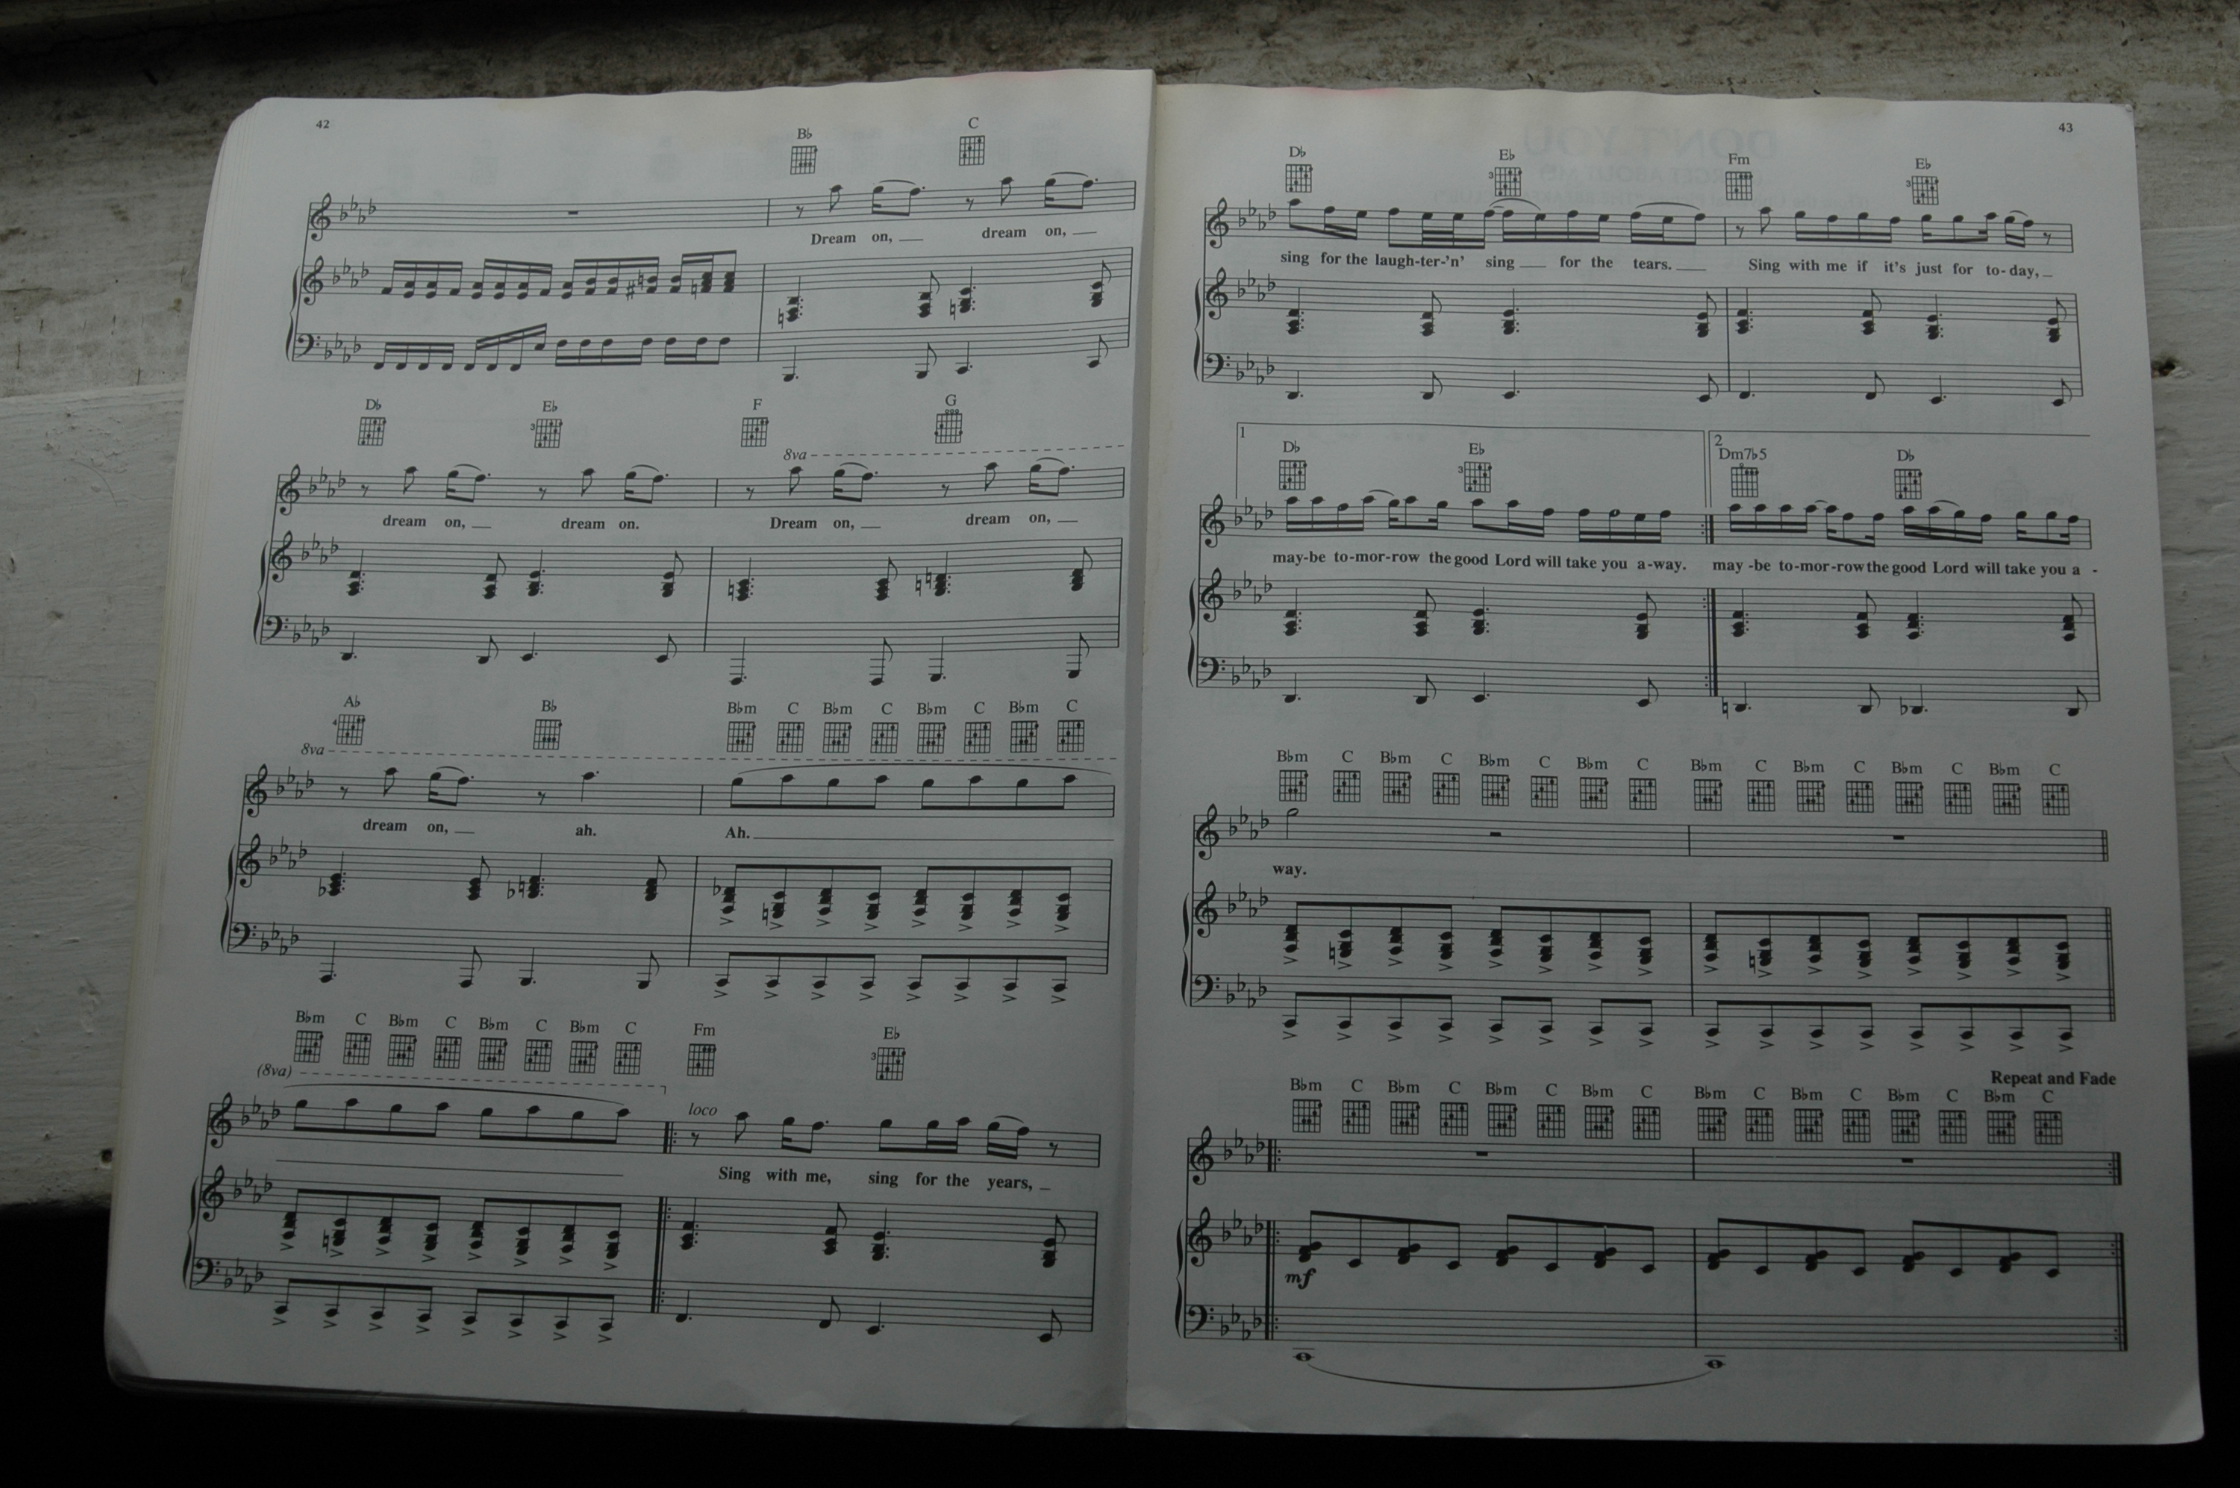 42
B♭ C
Dream on, dream on,
D♭ E♭ F G
8va
dream on, dream on. Dream on, dream on,
A♭ B♭ B♭m C B♭m C B♭m C B♭m C
8va
dream on, ah. Ah.
B♭m C B♭m C B♭m C B♭m C Fm E♭
(8va) loco
Sing with me, sing for the years,
43
D♭ E♭ Fm E♭
sing for the laugh-ter-'n' sing for the tears. Sing with me if it's just for to-day,
1 2
D♭ E♭ Dm7♭5 D♭
may-be to-mor-row the good Lord will take you a-way. may-be to-mor-row the good Lord will take you a-
B♭m C B♭m C B♭m C B♭m C B♭m C B♭m C B♭m C B♭m C
way.
Repeat and Fade
B♭m C B♭m C B♭m C B♭m C B♭m C B♭m C B♭m C B♭m C
mf